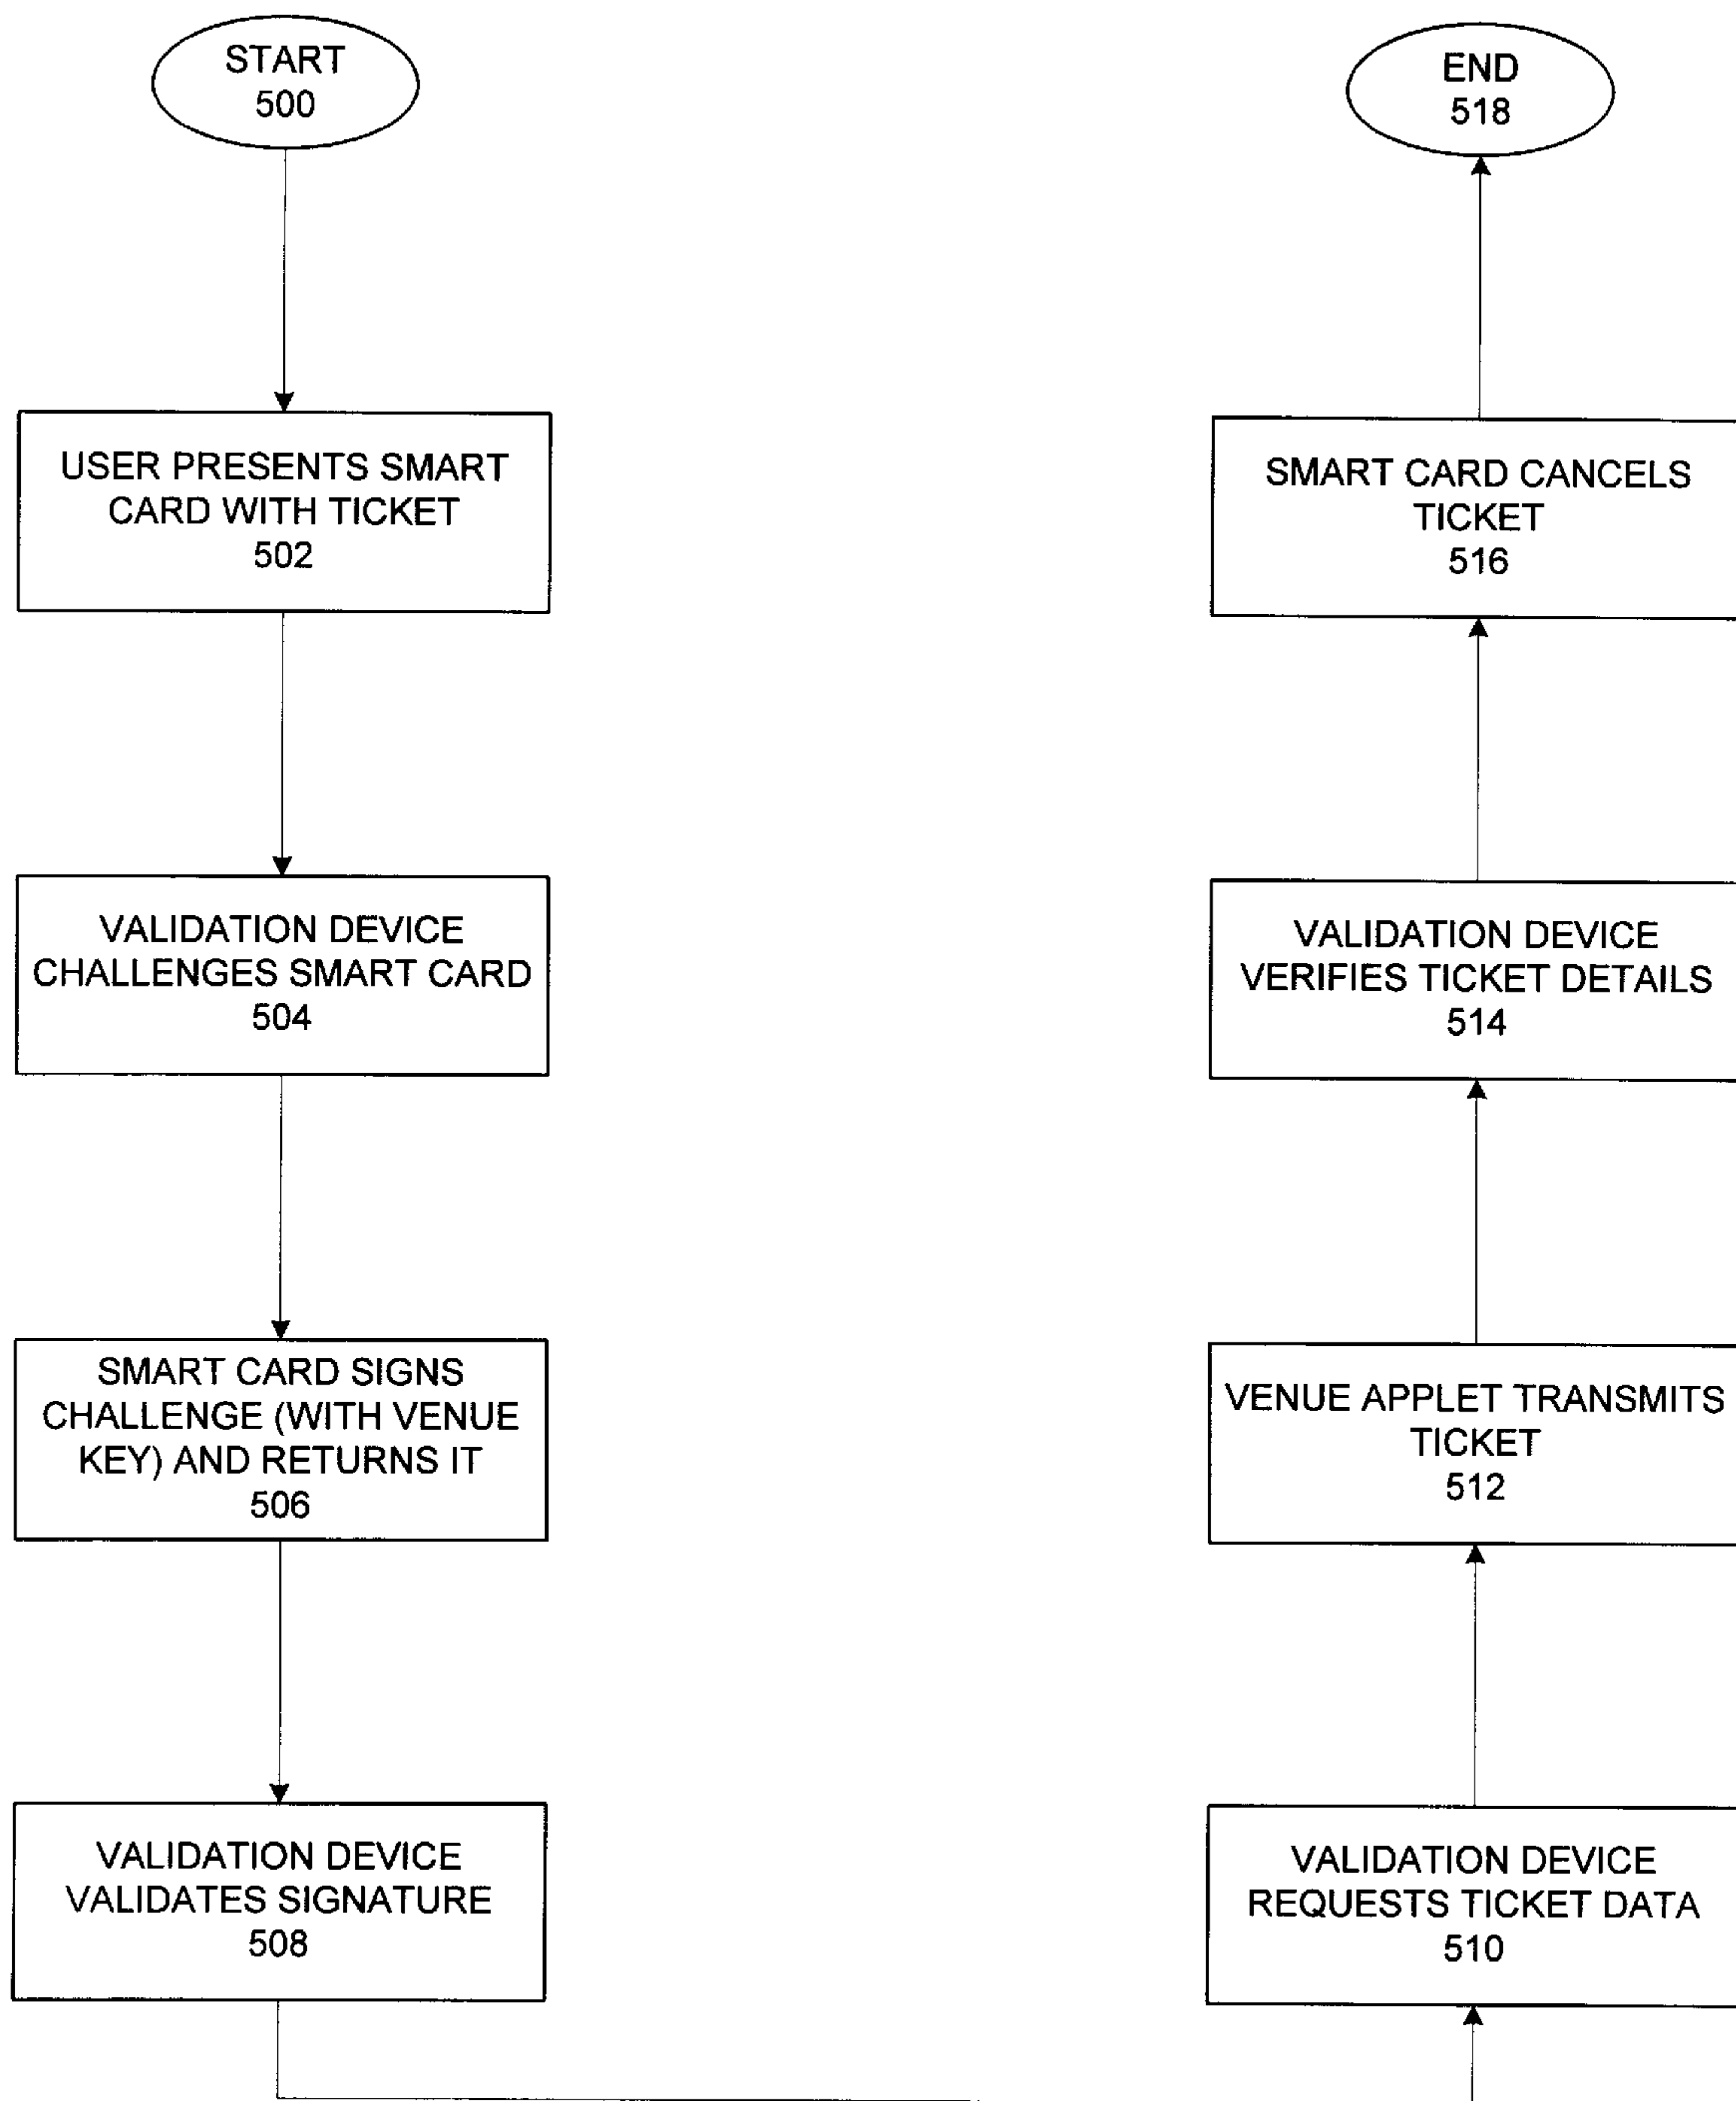 START
500
USER PRESENTS SMART
CARD WITH TICKET
502
VALIDATION DEVICE
CHALLENGES SMART CARD
504
SMART CARD SIGNS
CHALLENGE (WITH VENUE
KEY) AND RETURNS IT
506
VALIDATION DEVICE
VALIDATES SIGNATURE
508
VALIDATION DEVICE
REQUESTS TICKET DATA
510
VENUE APPLET TRANSMITS
TICKET
512
VALIDATION DEVICE
VERIFIES TICKET DETAILS
514
SMART CARD CANCELS
TICKET
516
END
518